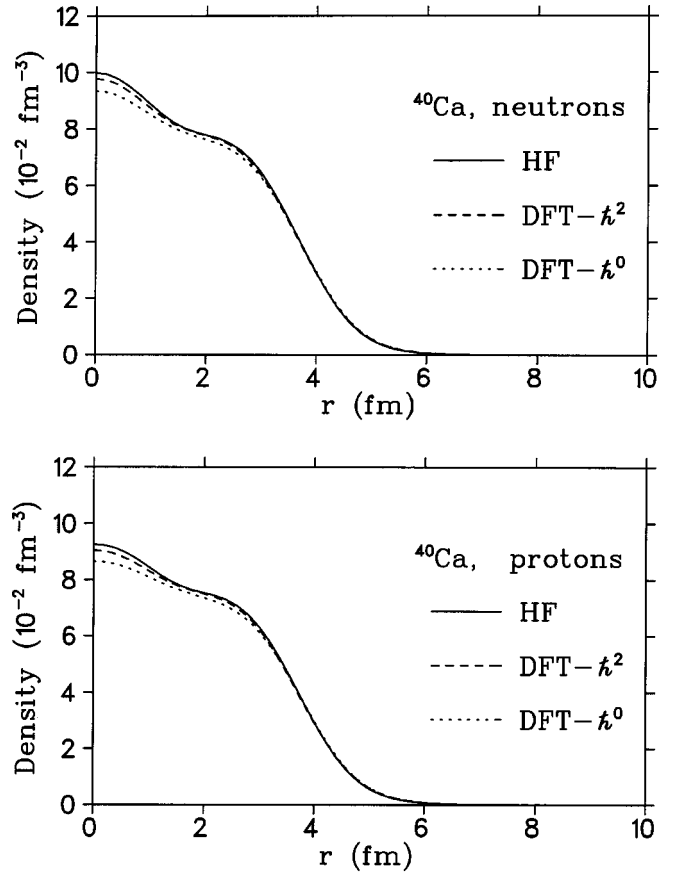 12
10
8
6
4
2
0
Density (10⁻² fm⁻³)
⁴⁰Ca, neutrons
HF
DFT−ℏ²
DFT−ℏ⁰
0 2 4 6 8 10
r (fm)
12
10
8
6
4
2
0
Density (10⁻² fm⁻³)
⁴⁰Ca, protons
HF
DFT−ℏ²
DFT−ℏ⁰
0 2 4 6 8 10
r (fm)